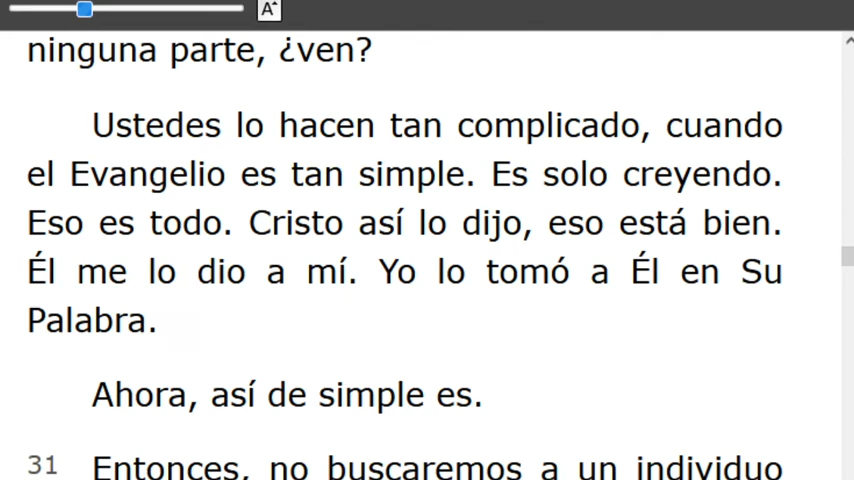 A
ninguna parte, ¿ven?
Ustedes lo hacen tan complicado, cuando
el Evangelio es tan simple. Es solo creyendo.
Eso es todo. Cristo así lo dijo, eso está bien.
Él me lo dio a mí. Yo lo tomó a Él en Su
Palabra.
Ahora, así de simple es.
31 Entonces, no buscaremos a un individuo